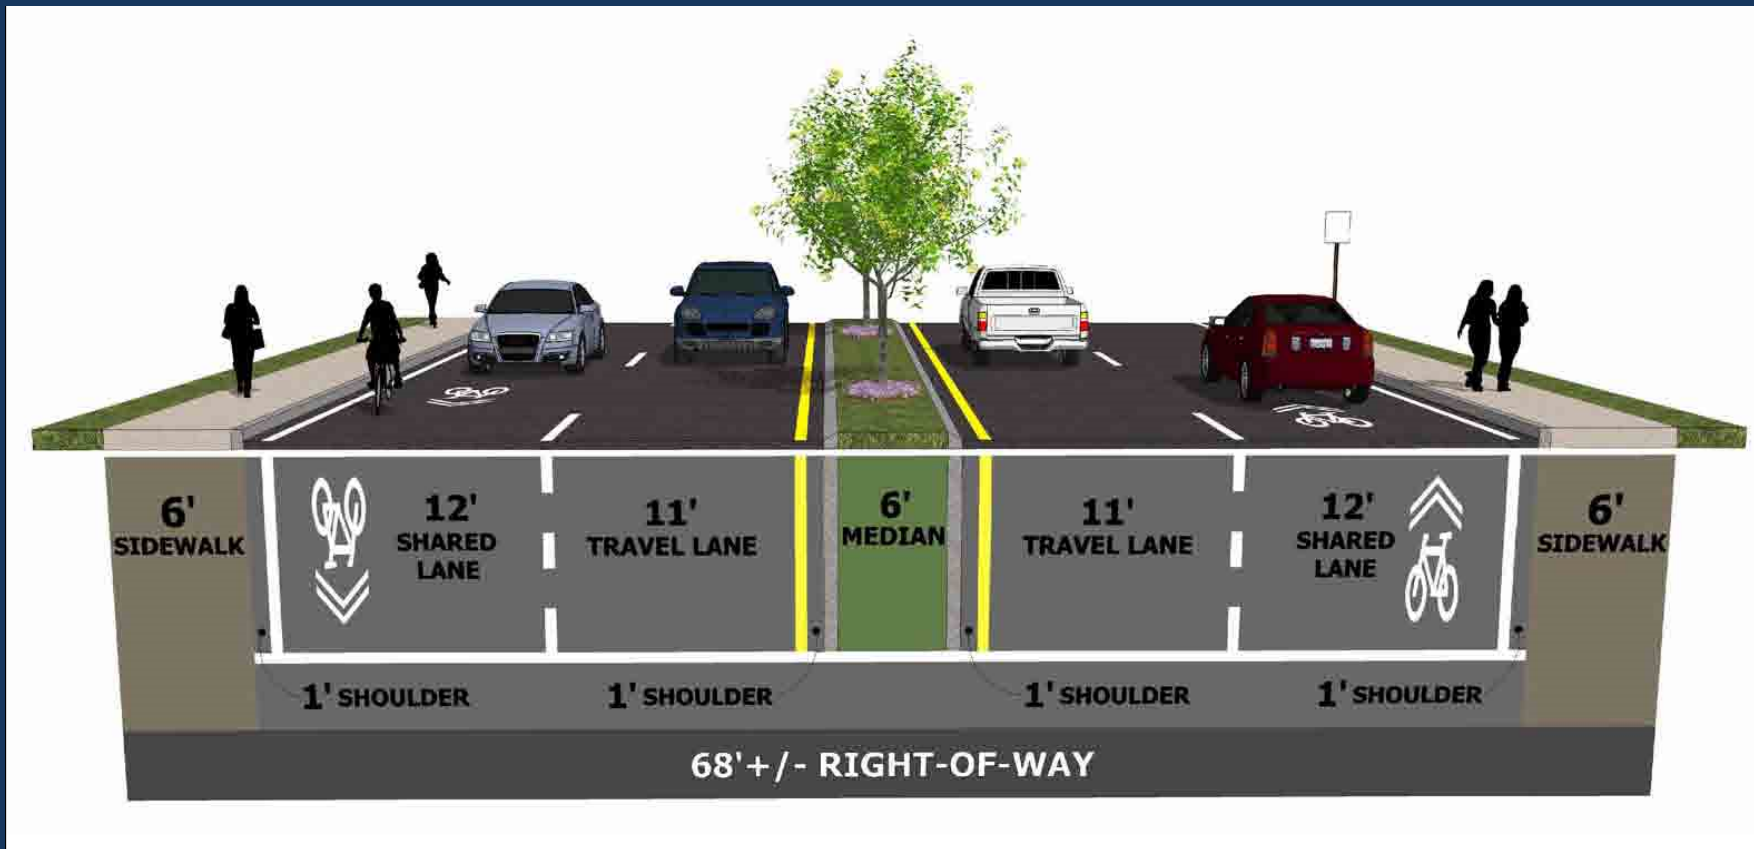 6'
SIDEWALK
12'
SHARED
LANE
11'
TRAVEL LANE
6'
MEDIAN
11'
TRAVEL LANE
12'
SHARED
LANE
6'
SIDEWALK
1' SHOULDER
1' SHOULDER
1' SHOULDER
1' SHOULDER
68'+/- RIGHT-OF-WAY